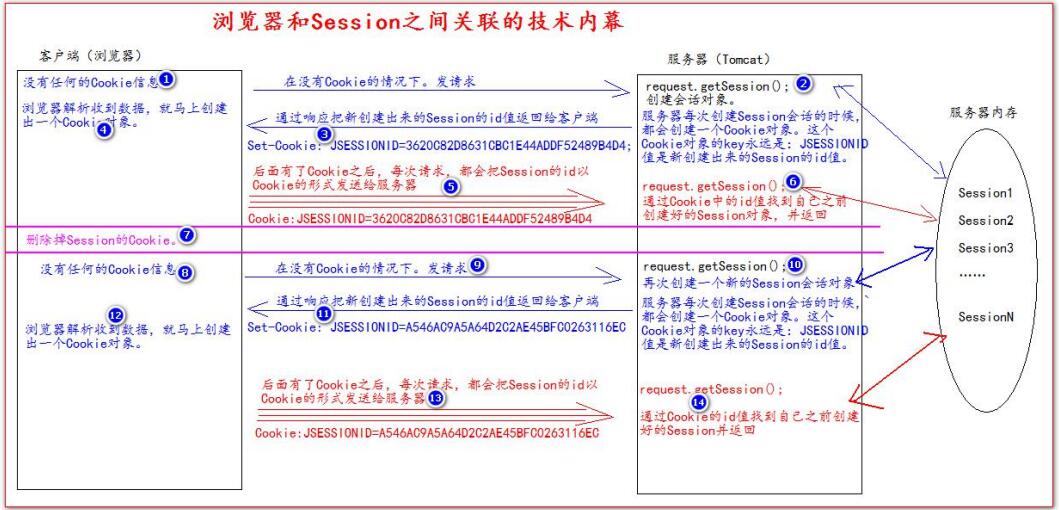 浏览器和Session之间关联的技术内幕
客户端（浏览器）
服务器（Tomcat）
没有任何的Cookie信息 1
在没有Cookie的情况下。发请求
request.getSession(); 2
创建会话对象。
服务器内存
浏览器解析收到数据，就马上创建
出一个Cookie对象。
4
通过响应把新创建出来的Session的id值返回给客户端
3
Set-Cookie: JSESSIONID=3620C82D8631CBC1E44ADDF52489B4D4;
服务器每次创建Session会话的时候，
都会创建一个Cookie对象。这个
Cookie对象的key永远是：JSESSIONID
值是新创建出来的Session的id值。
后面有了Cookie之后，每次请求，都会把Session的id以
Cookie的形式发送给服务器 5
Cookie:JSESSIONID=3620C82D8631CBC1E44ADDF52489B4D4
request.getSession(); 6
通过Cookie中的id值找到自己之前
创建好的Session对象，并返回
Session1
Session2
Session3
……
SessionN
删除掉Session的Cookie。 7
没有任何的Cookie信息 8
在没有Cookie的情况下。发请求 9
request.getSession(); 10
再次创建一个新的Session会话对象
通过响应把新创建出来的Session的id值返回给客户端
11
Set-Cookie: JSESSIONID=A546AC9A5A64D2C2AE45BFC0263116EC
服务器每次创建Session会话的时候，
都会创建一个Cookie对象。这个
Cookie对象的key永远是：JSESSIONID
值是新创建出来的Session的id值。
12
浏览器解析收到数据，就马上创建
出一个Cookie对象。
后面有了Cookie之后，每次请求，都会把Session的id以
Cookie的形式发送给服务器 13
Cookie:JSESSIONID=A546AC9A5A64D2C2AE45BFC0263116EC
request.getSession();
14
通过Cookie的id值找到自己之前创建
好的Session并返回